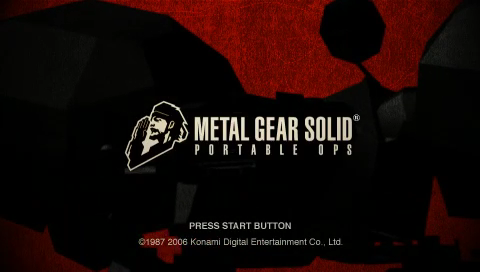 METAL GEAR SOLID®
PORTABLE OPS
PRESS START BUTTON
©1987 2006 Konami Digital Entertainment Co., Ltd.